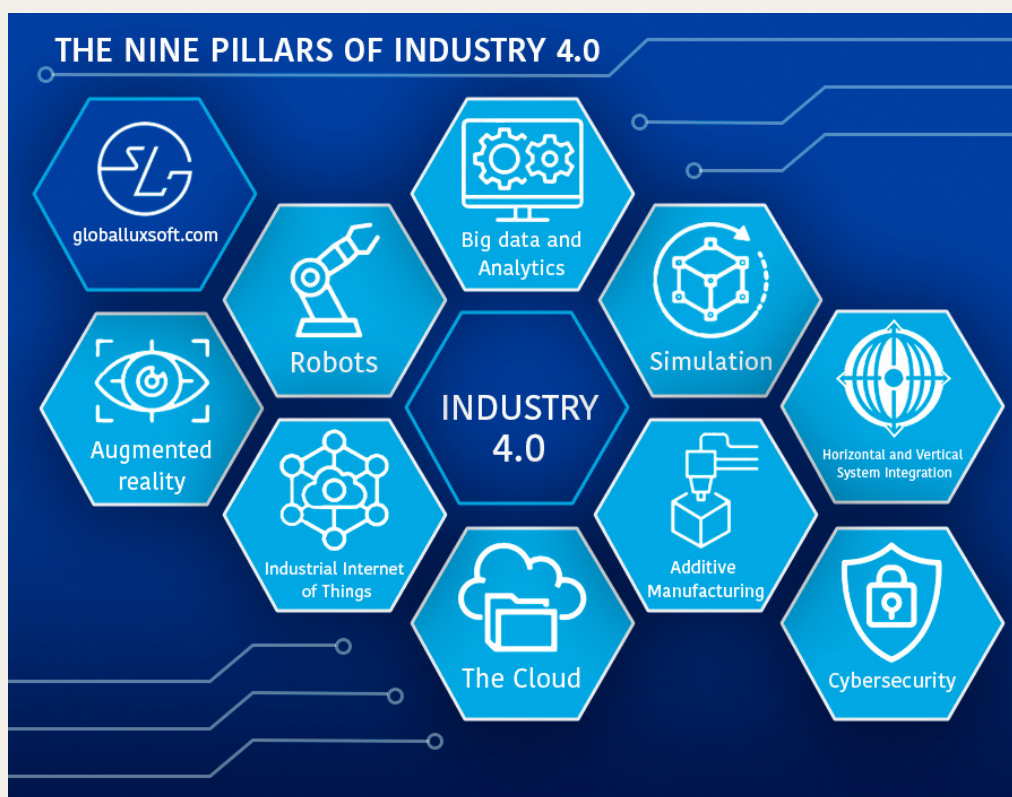 THE NINE PILLARS OF INDUSTRY 4.0
SLG
globalluxsoft.com
Big data and
Analytics
Robots
Simulation
Augmented
reality
INDUSTRY
4.0
Horizontal and Vertical
System Integration
Industrial Internet
of Things
Additive
Manufacturing
The Cloud
Cybersecurity